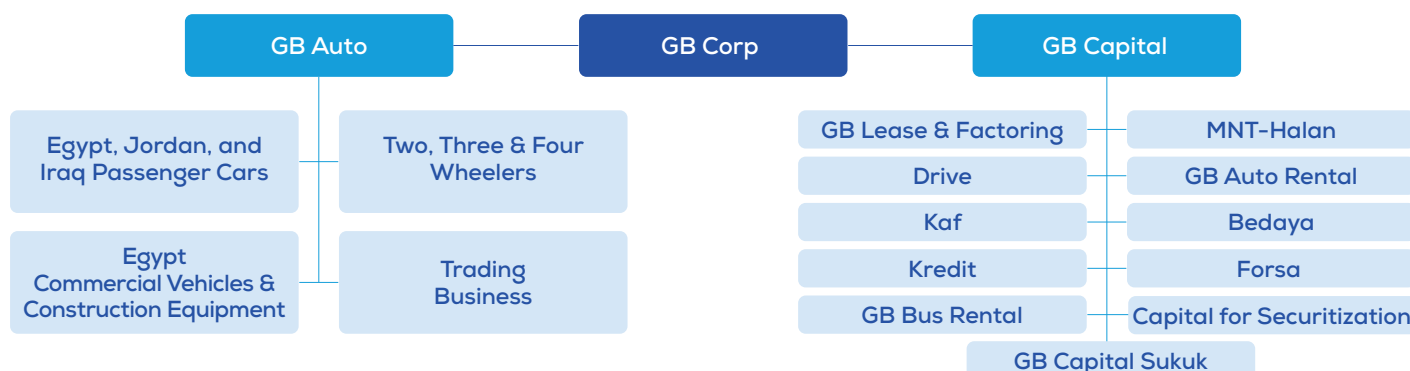 GB Auto
GB Corp
GB Capital
Egypt, Jordan, and
Iraq Passenger Cars
Two, Three & Four
Wheelers
Egypt
Commercial Vehicles &
Construction Equipment
Trading
Business
GB Lease & Factoring
MNT-Halan
Drive
GB Auto Rental
Kaf
Bedaya
Kredit
Forsa
GB Bus Rental
Capital for Securitization
GB Capital Sukuk